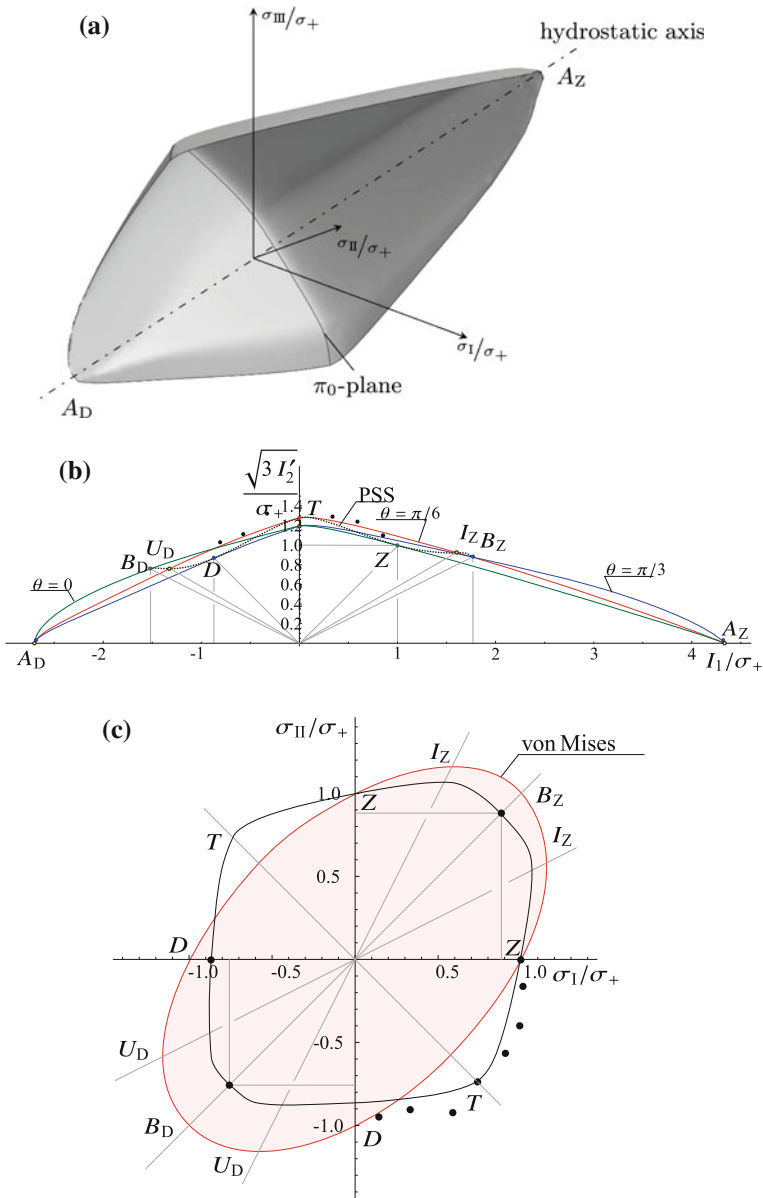 (a)
σIII/σ+
hydrostatic axis
AZ
σII/σ+
σI/σ+
π0-plane
AD
(b)
√3 I2′
σ+
1.4
T
PSS
θ = π/6
1.2
1.0
IZ
BZ
UD
BD
D
Z
0.8
θ = 0
0.6
θ = π/3
0.4
0.2
AZ
AD
-2
-1
1
2
3
4
I1/σ+
(c)
σII/σ+
von Mises
IZ
1.0
Z
BZ
T
IZ
0.5
D
Z
-1.0
-0.5
0.5
1.0
σI/σ+
-0.5
UD
T
BD
-1.0
D
UD